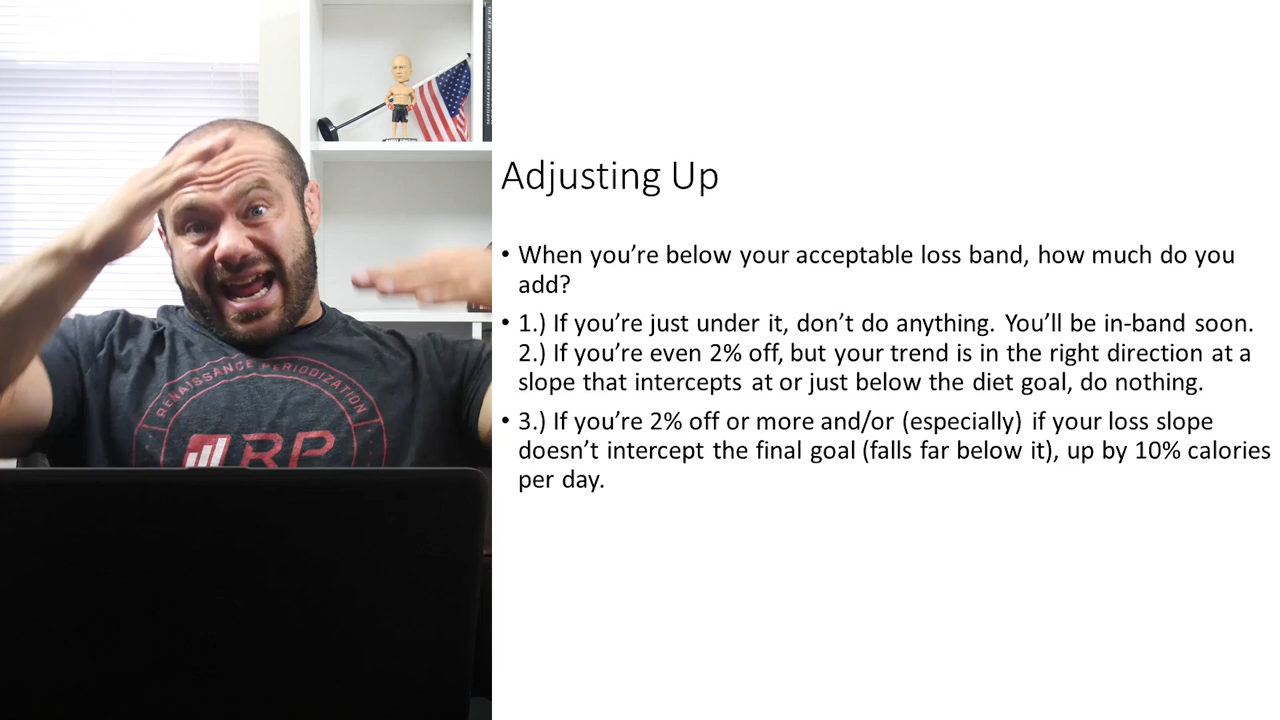 Adjusting Up
• When you’re below your acceptable loss band, how much do you
add?
• 1.) If you’re just under it, don’t do anything. You’ll be in-band soon.
2.) If you’re even 2% off, but your trend is in the right direction at a
slope that intercepts at or just below the diet goal, do nothing.
• 3.) If you’re 2% off or more and/or (especially) if your loss slope
doesn’t intercept the final goal (falls far below it), up by 10% calories
per day.
RENAISSANCE PERIODIZATION
RP